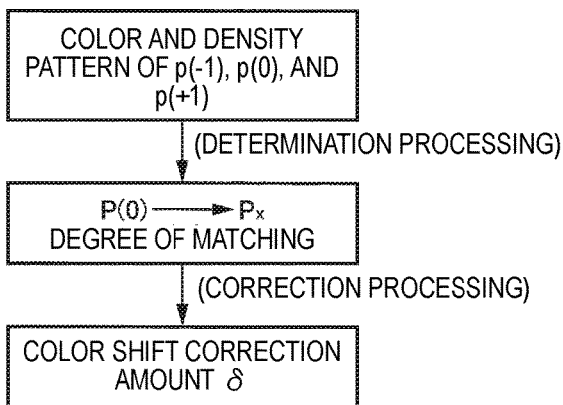 COLOR AND DENSITY
PATTERN OF p(-1), p(0), AND
p(+1)
(DETERMINATION PROCESSING)
P(0) ⟶ Px
DEGREE OF MATCHING
(CORRECTION PROCESSING)
COLOR SHIFT CORRECTION
AMOUNT δ